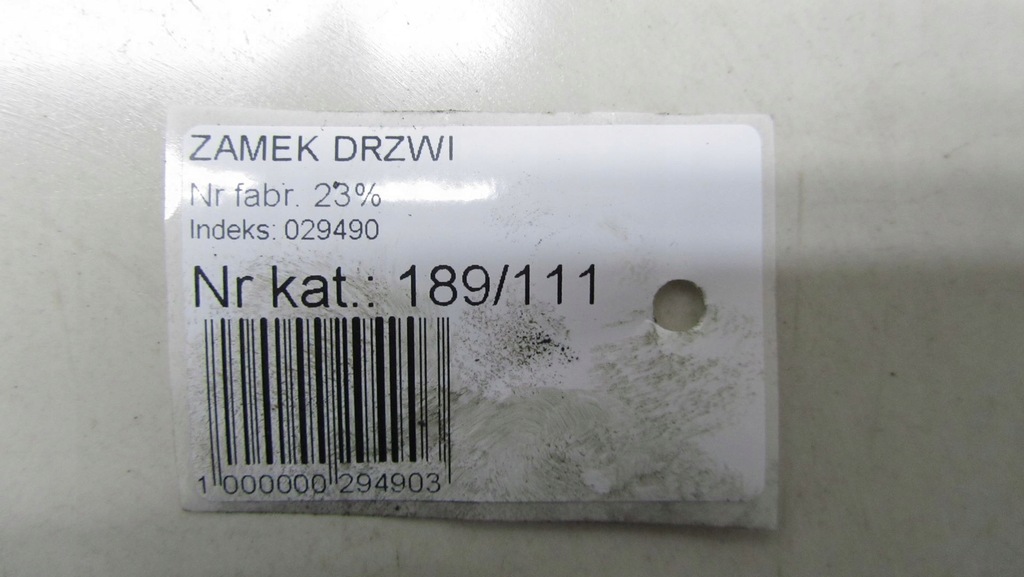 ZAMEK DRZWI
Nr fabr. 23%
Indeks: 029490
Nr kat.: 189/111
1 000000 294903